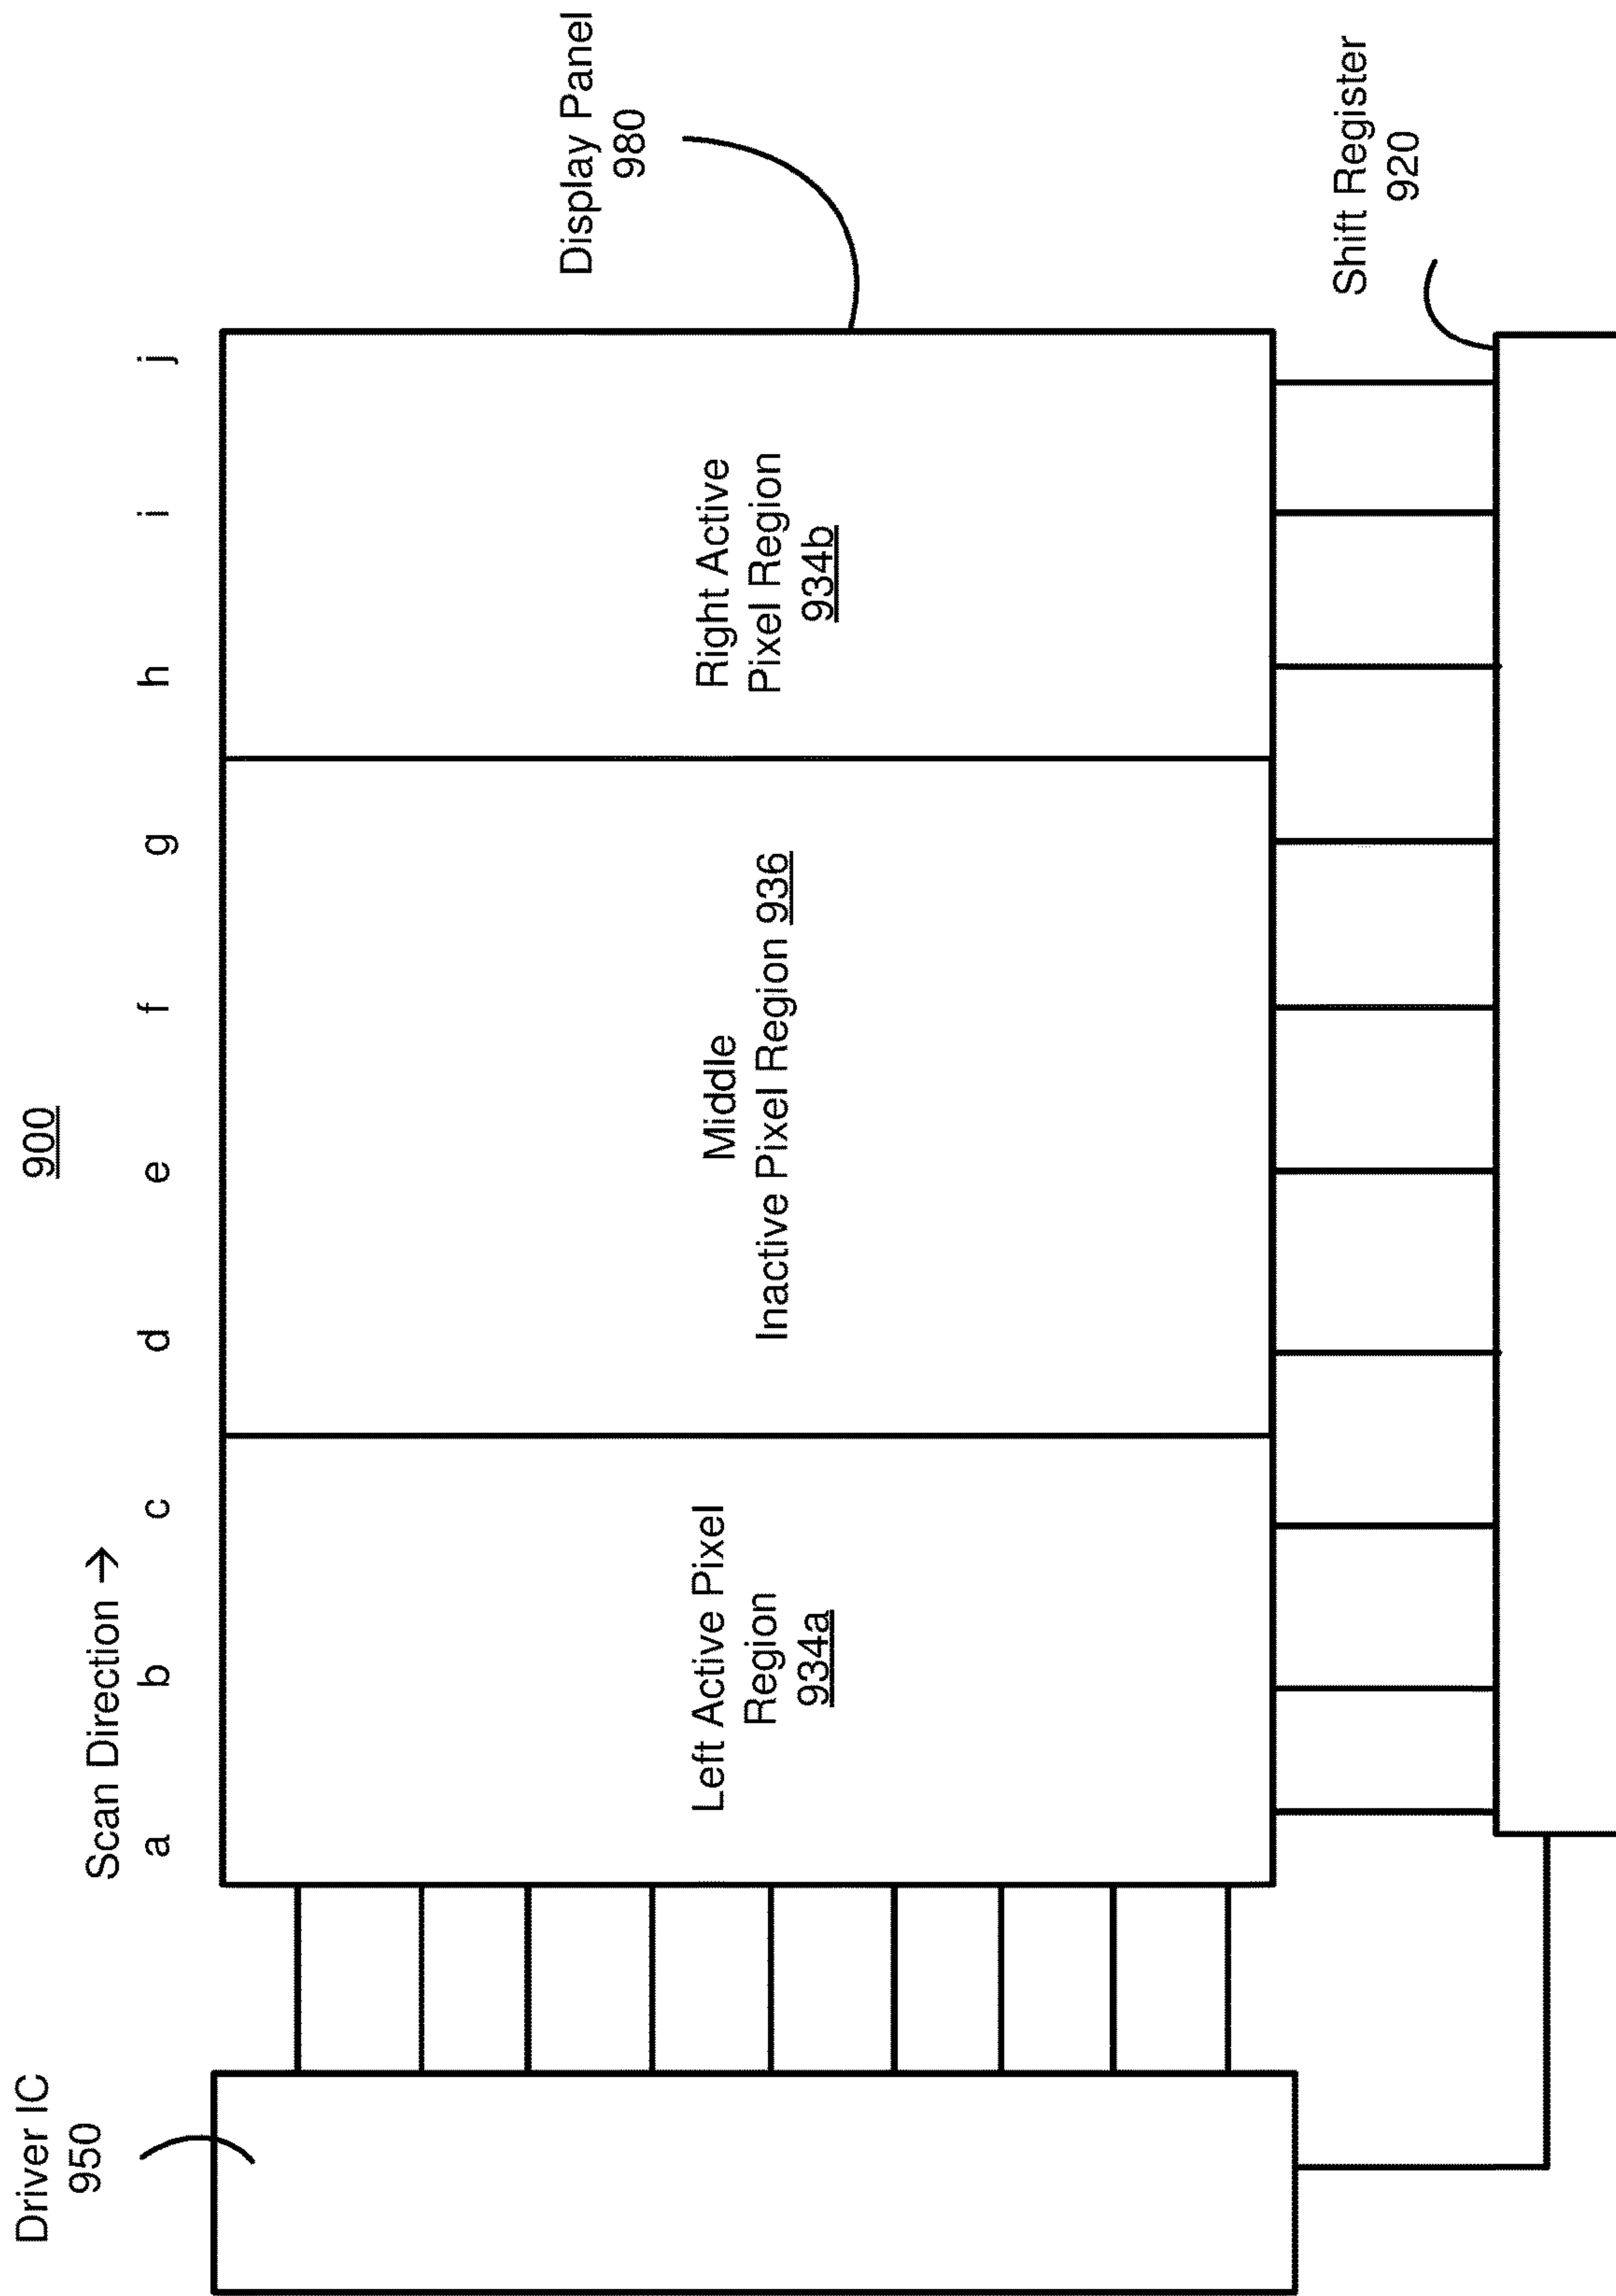 900
Scan Direction →
a b c d e f g h i j
Driver IC
950
Left Active Pixel
Region
934a
Middle
Inactive Pixel Region 936
Right Active
Pixel Region
934b
Display Panel
980
Shift Register
920